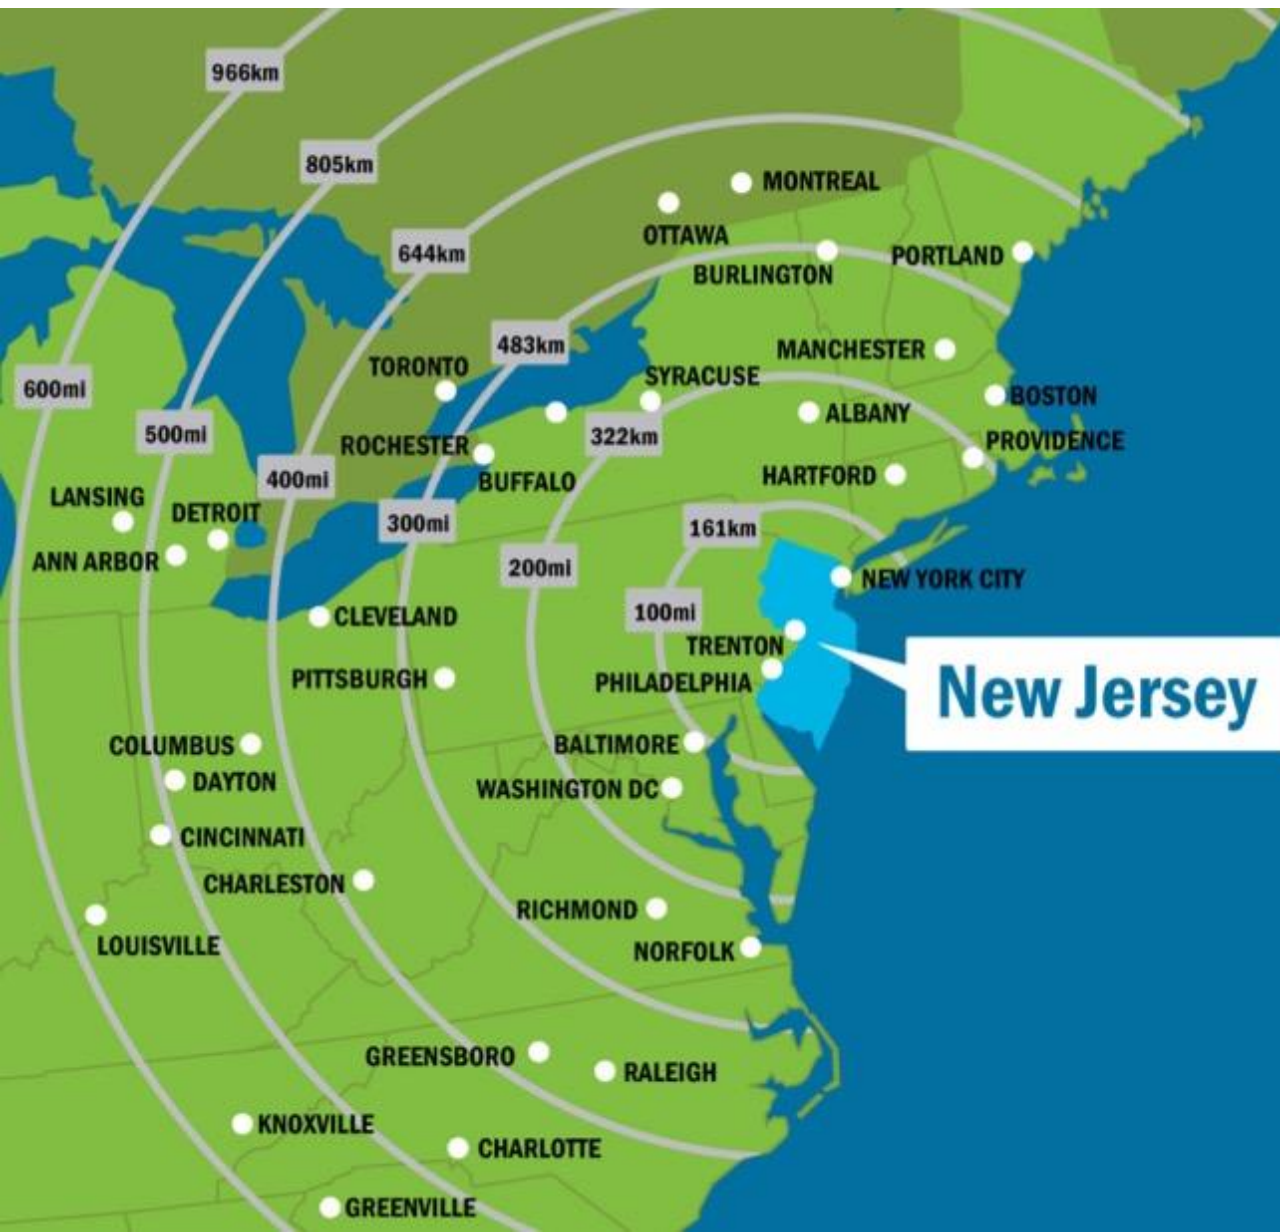 966km
805km
MONTREAL
OTTAWA
644km
PORTLAND
BURLINGTON
483km
MANCHESTER
TORONTO
SYRACUSE
600mi
BOSTON
ALBANY
500mi
322km
PROVIDENCE
ROCHESTER
HARTFORD
400mi
BUFFALO
LANSING
DETROIT
300mi
161km
ANN ARBOR
200mi
NEW YORK CITY
100mi
CLEVELAND
TRENTON
PITTSBURGH
PHILADELPHIA
New Jersey
COLUMBUS
BALTIMORE
DAYTON
WASHINGTON DC
CINCINNATI
CHARLESTON
RICHMOND
LOUISVILLE
NORFOLK
GREENSBORO
RALEIGH
KNOXVILLE
CHARLOTTE
GREENVILLE